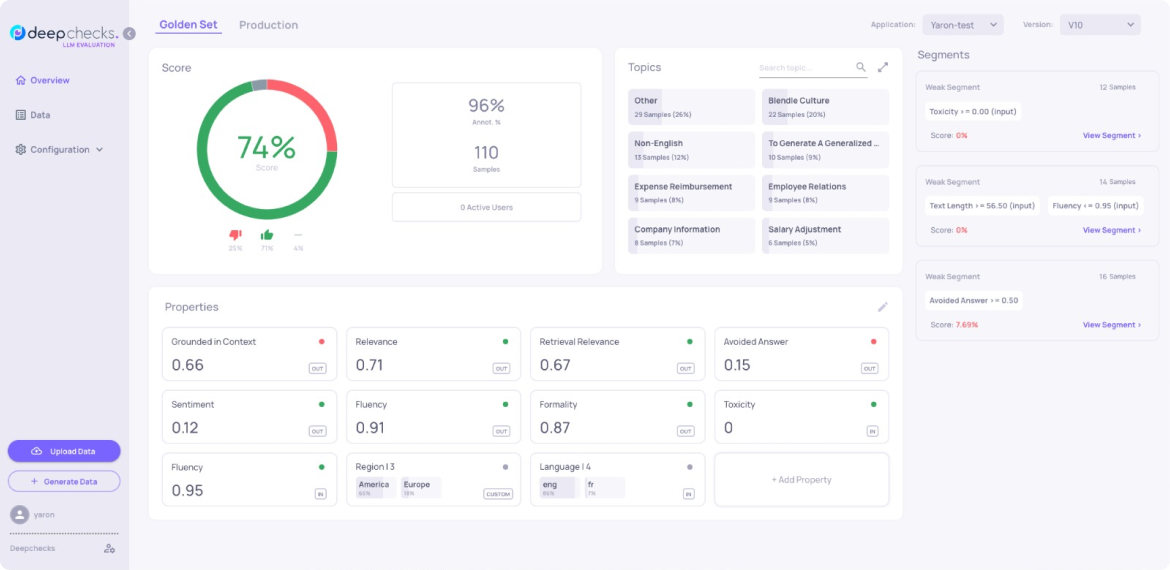 deepchecks.
LLM EVALUATION
Overview
Data
Configuration
Upload Data
+ Generate Data
yaron
Deepchecks
Golden Set
Production
Application:
Yaron-test
Version:
V10
Score
74%
Score
25%
71%
4%
96%
Annot. %
110
Samples
0 Active Users
Topics
Search topic...
Other
29 Samples (26%)
Blendle Culture
22 Samples (20%)
Non-English
13 Samples (12%)
To Generate A Generalized ...
10 Samples (9%)
Expense Reimbursement
9 Samples (8%)
Employee Relations
9 Samples (8%)
Company Information
8 Samples (7%)
Salary Adjustment
6 Samples (5%)
Segments
Weak Segment
12 Samples
Toxicity >= 0.00 (input)
Score: 0%
View Segment ›
Weak Segment
14 Samples
Text Length >= 56.50 (input)
Fluency <= 0.95 (input)
Score: 0%
View Segment ›
Weak Segment
16 Samples
Avoided Answer >= 0.50
Score: 7.69%
View Segment ›
Properties
Grounded in Context
0.66
OUT
Relevance
0.71
OUT
Retrieval Relevance
0.67
OUT
Avoided Answer
0.15
OUT
Sentiment
0.12
OUT
Fluency
0.91
OUT
Formality
0.87
OUT
Toxicity
0
IN
Fluency
0.95
IN
Region | 3
America
Europe
CUSTOM
Language | 4
eng
fr
7%
IN
+ Add Property